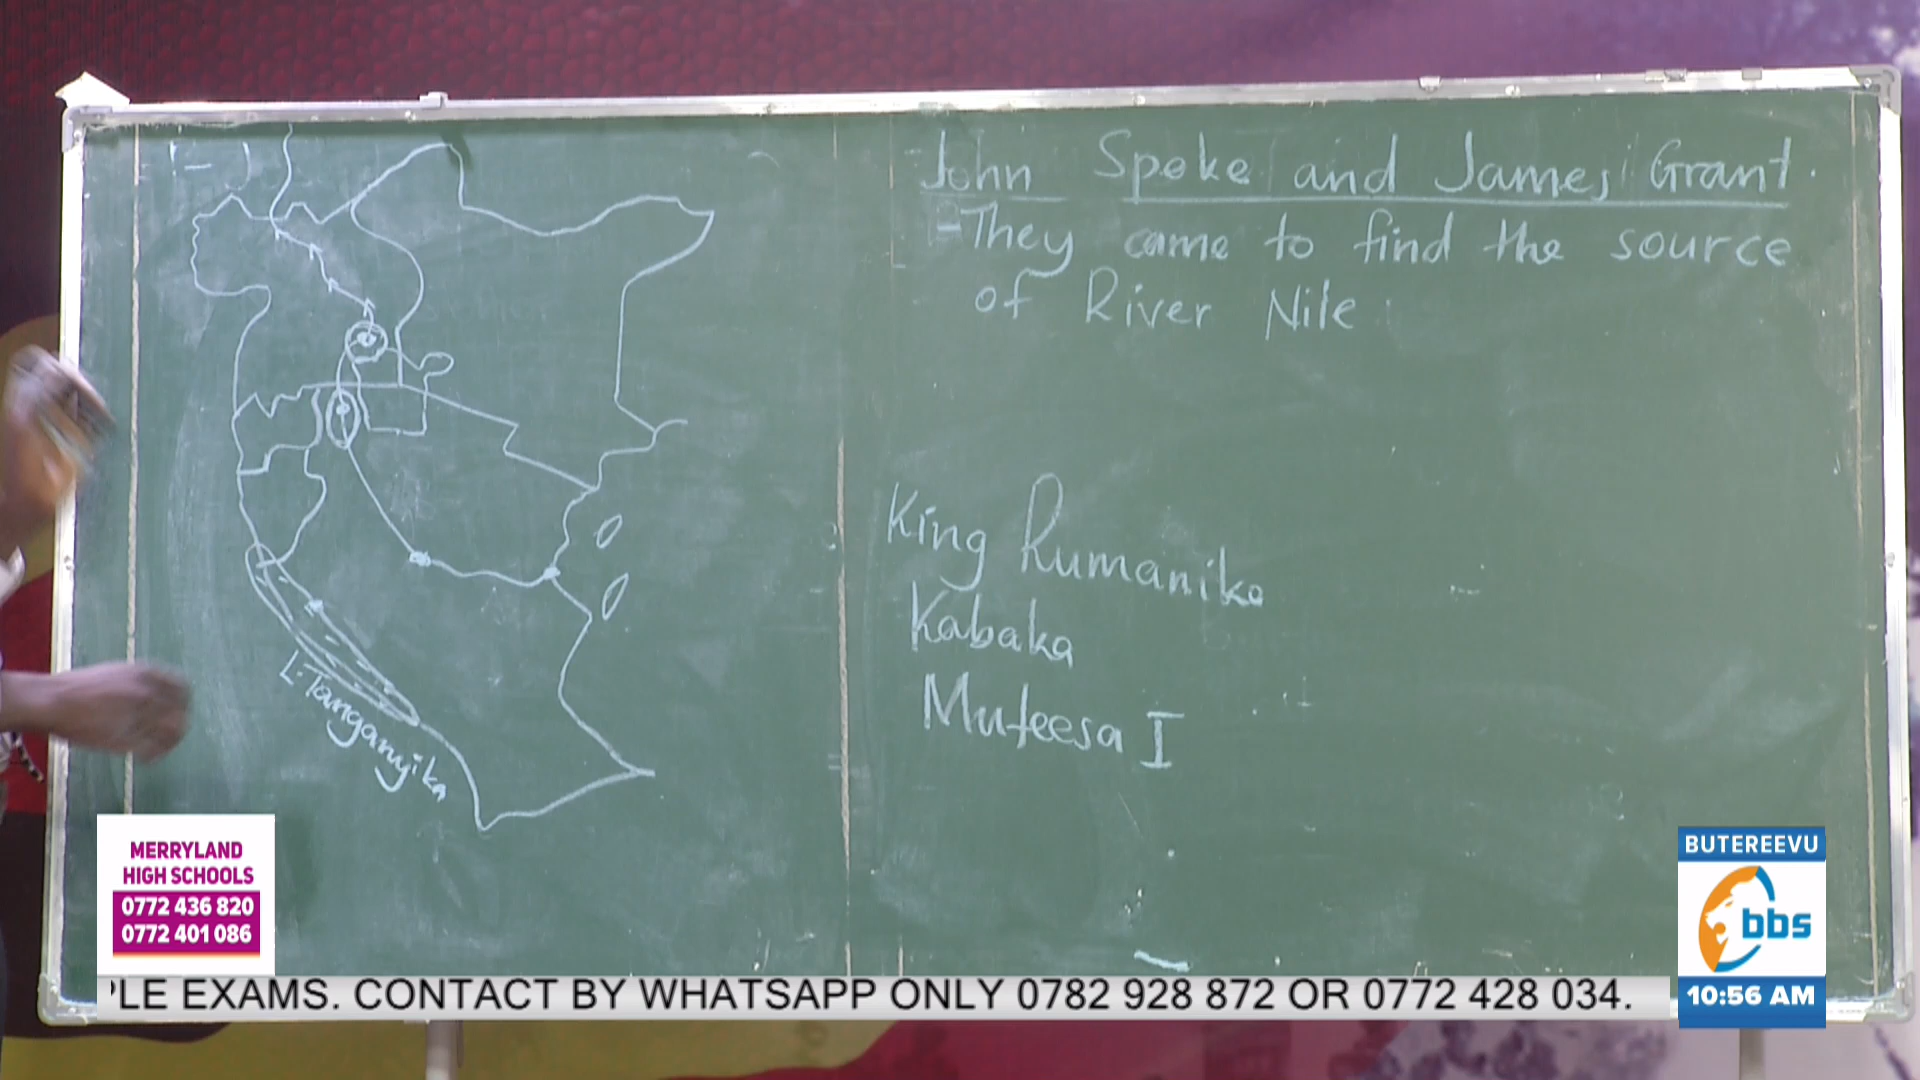 John Speke and James Grant.
- They came to find the source
of River Nile.
King Rumanika
Kabaka
Muteesa I
L. Tanganyika
MERRYLAND
HIGH SCHOOLS
0772 436 820
0772 401 086
BUTEREEVU
bbs
10:56 AM
PLE EXAMS. CONTACT BY WHATSAPP ONLY 0782 928 872 OR 0772 428 034.